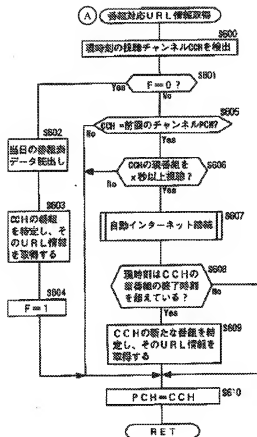 A 番組対応URL情報取得
S600
現時刻の視聴チャンネルCCHを検出
S601
F=0?
Yes
No
S605
CCH=前回のチャンネルPCH?
No
Yes
S602
当日の番組表
データ読出し
S606
CCHの現番組を
x秒以上視聴?
No
Yes
S603
CCHの番組
を特定し、そ
のURL情報
を取得する
S607
自動インターネット接続
S608
現時刻はCCHの
現番組の終了時刻
を超えている?
No
Yes
S604
F=1
S609
CCHの新たな番組を特
定し、そのURL情報を
取得する
S610
PCH=CCH
RET